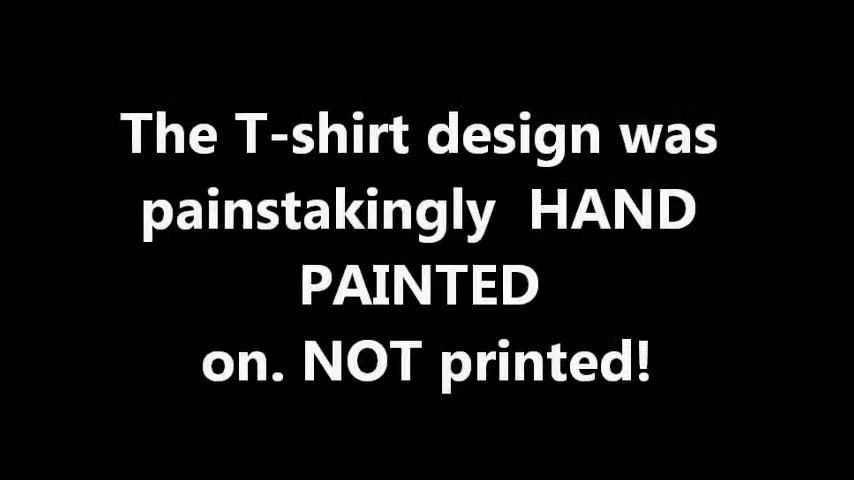 The T-shirt design was
painstakingly  HAND
PAINTED
on. NOT printed!